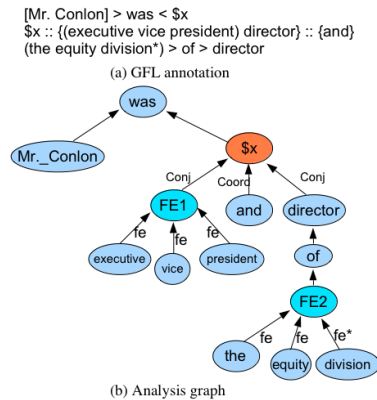 [Mr. Conlon] > was < $x
$x :: {(executive vice president) director} :: {and}
(the equity division*) > of > director
(a) GFL annotation
was
Mr._Conlon
$x
Conj
Coord
Conj
FE1
and
director
fe
fe
fe
executive
vice
president
of
FE2
fe
fe
fe*
the
equity
division
(b) Analysis graph